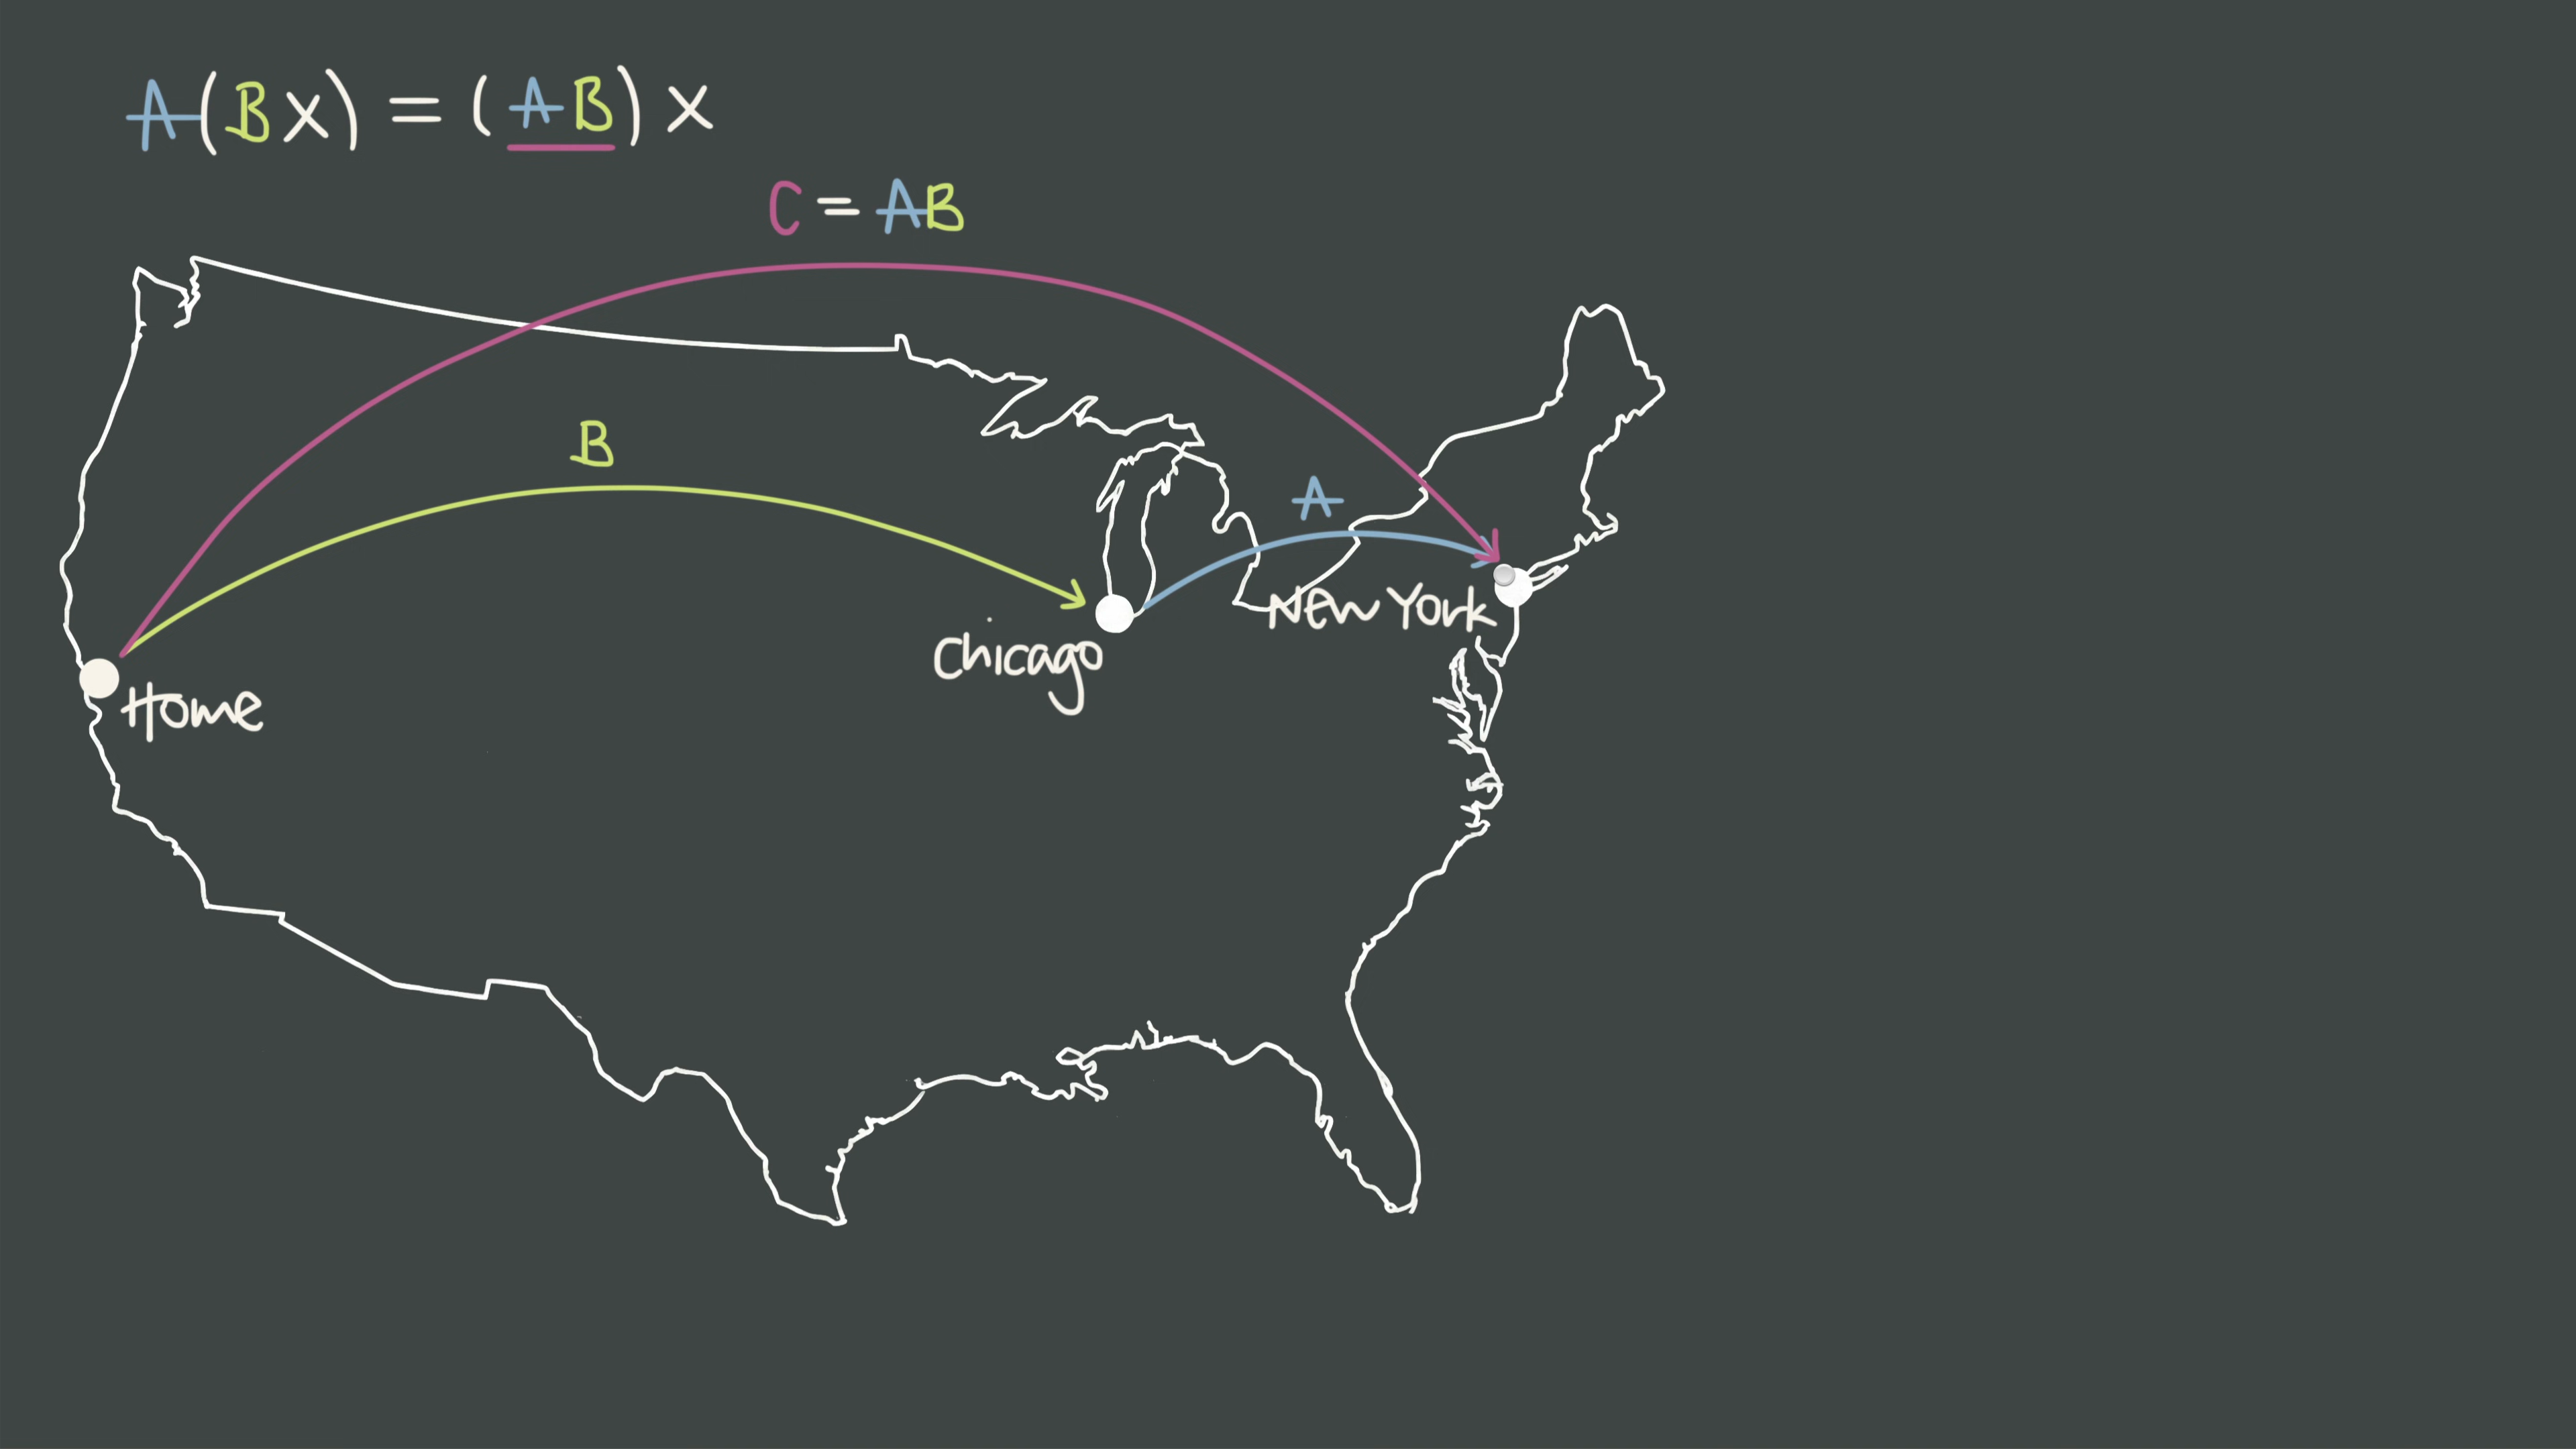 A(Bx) = (AB)x
C = AB
B
A
New York
Chicago
Home